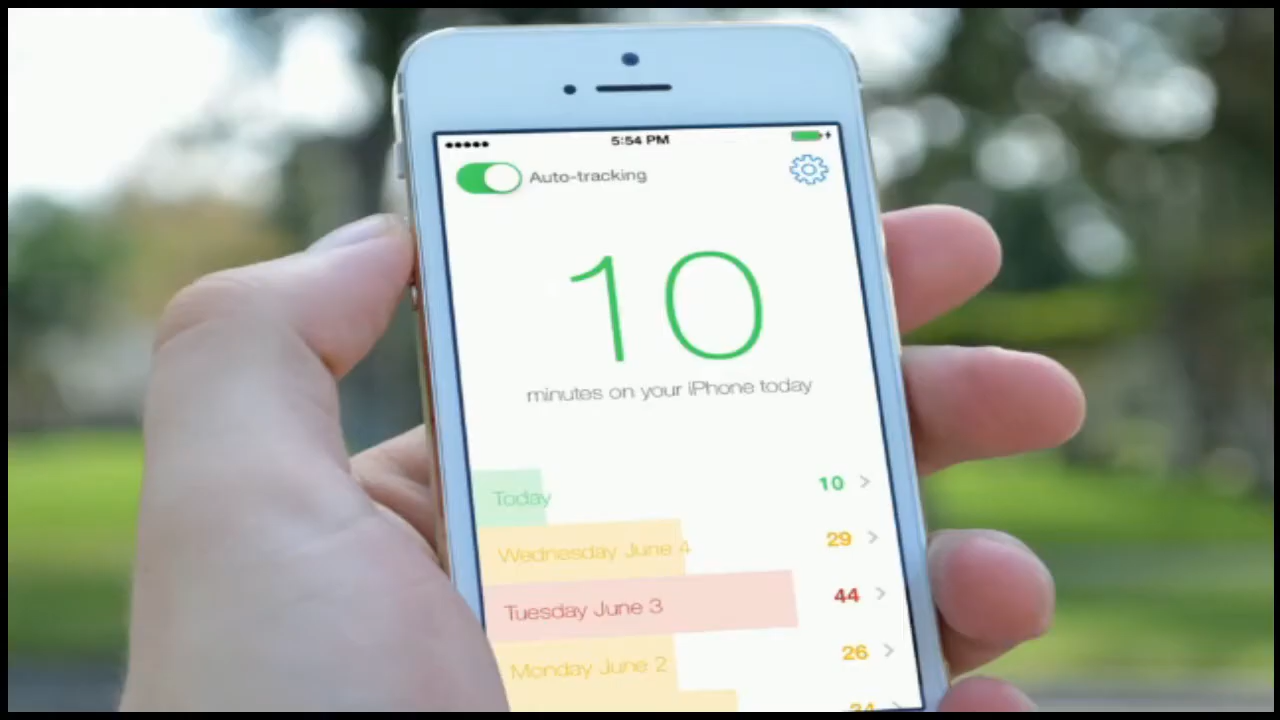 5:54 PM
Auto-tracking
10
minutes on your iPhone today
Today 10
Wednesday June 4 29
Tuesday June 3 44
Monday June 2 26